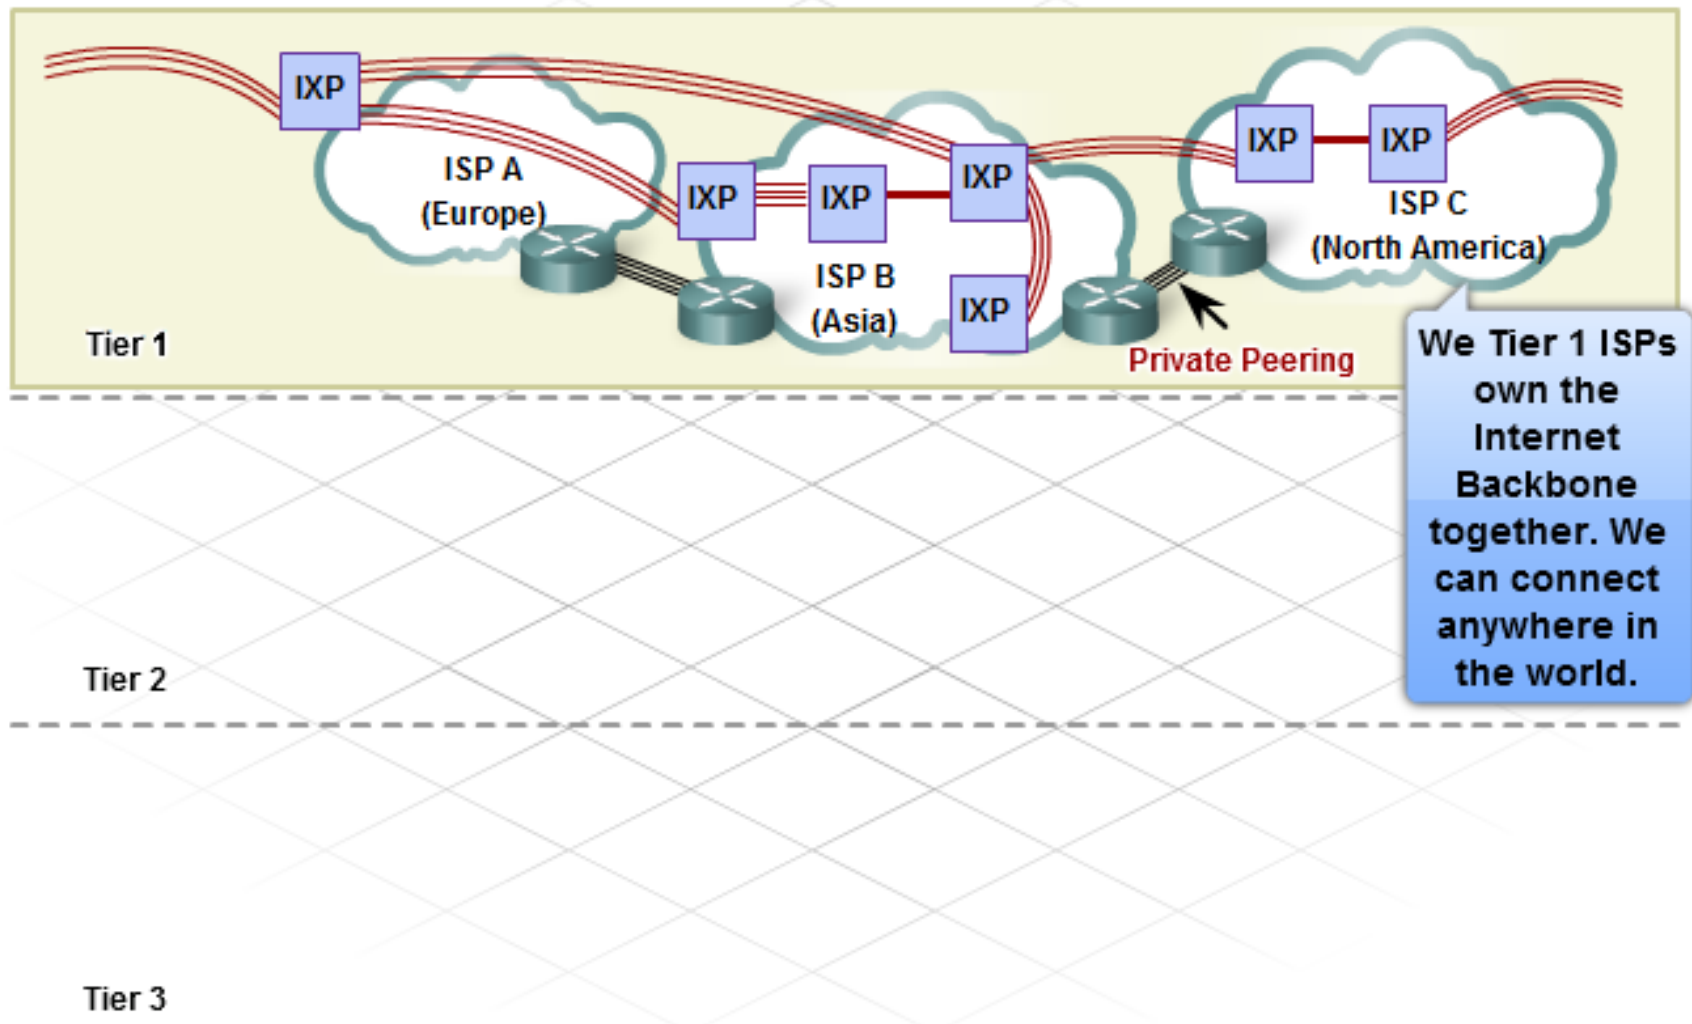 IXP
ISP A
(Europe)
IXP
IXP
IXP
ISP B
(Asia)
IXP
IXP
IXP
ISP C
(North America)
Private Peering
Tier 1
We Tier 1 ISPs
own the
Internet
Backbone
together. We
can connect
anywhere in
the world.
Tier 2
Tier 3